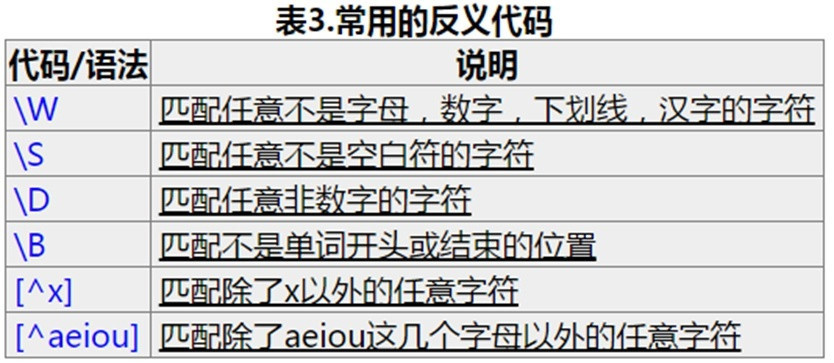 表3.常用的反义代码
代码/语法 说明
\W 匹配任意不是字母，数字，下划线，汉字的字符
\S 匹配任意不是空白符的字符
\D 匹配任意非数字的字符
\B 匹配不是单词开头或结束的位置
[^x] 匹配除了x以外的任意字符
[^aeiou] 匹配除了aeiou这几个字母以外的任意字符